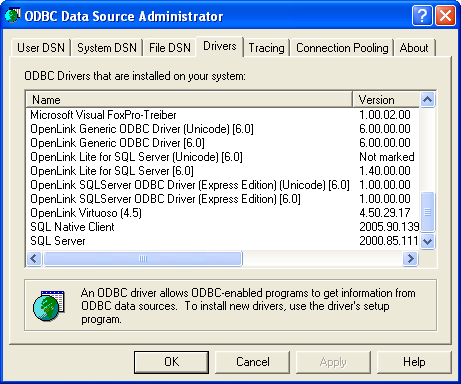 ODBC Data Source Administrator
User DSN System DSN File DSN Drivers Tracing Connection Pooling About
ODBC Drivers that are installed on your system:
Name Version
Microsoft Visual FoxPro-Treiber 1.00.02.00
OpenLink Generic ODBC Driver (Unicode) [6.0] 6.00.00.00
OpenLink Generic ODBC Driver [6.0] 6.00.00.00
OpenLink Lite for SQL Server (Unicode) [6.0] Not marked
OpenLink Lite for SQL Server [6.0] 1.40.00.00
OpenLink SQLServer ODBC Driver (Express Edition) (Unicode) [6.0] 1.00.00.00
OpenLink SQLServer ODBC Driver (Express Edition) [6.0] 1.00.00.00
OpenLink Virtuoso (4.5) 4.50.29.17
SQL Native Client 2005.90.139
SQL Server 2000.85.111
An ODBC driver allows ODBC-enabled programs to get information from
ODBC data sources. To install new drivers, use the driver's setup
program.
OK Cancel Apply Help